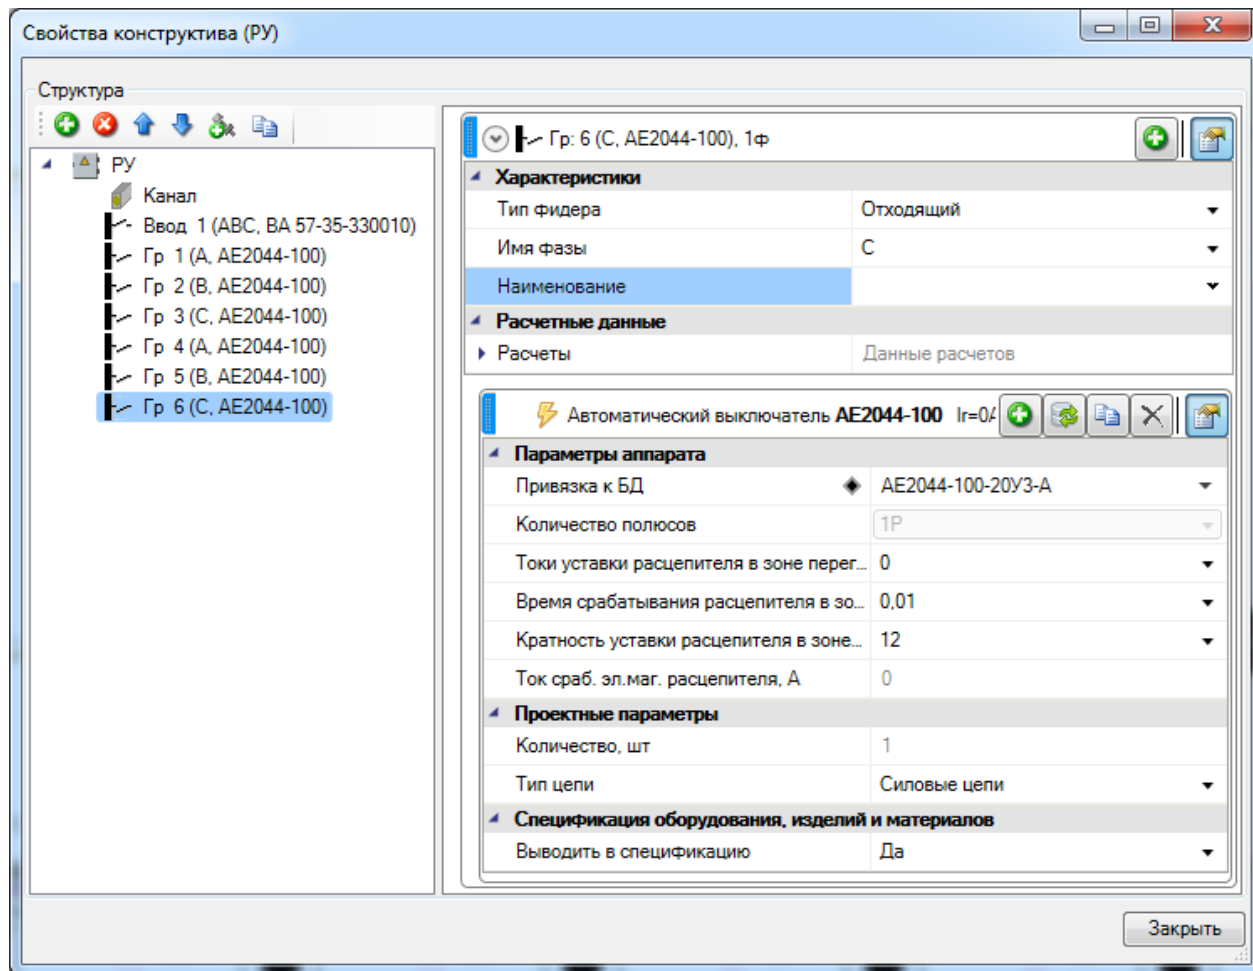 Свойства конструктива (РУ)
Структура
РУ
Канал
Ввод 1 (ABC, ВА 57-35-330010)
Гр 1 (A, AE2044-100)
Гр 2 (B, AE2044-100)
Гр 3 (C, AE2044-100)
Гр 4 (A, AE2044-100)
Гр 5 (B, AE2044-100)
Гр 6 (C, AE2044-100)
Гр: 6 (C, AE2044-100), 1ф
Характеристики
Тип фидера Отходящий
Имя фазы C
Наименование
Расчетные данные
Расчеты Данные расчетов
Автоматический выключатель AE2044-100 Ir=0A
Параметры аппарата
Привязка к БД AE2044-100-20У3-А
Количество полюсов 1P
Токи уставки расцепителя в зоне перег... 0
Время срабатывания расцепителя в зо... 0,01
Кратность уставки расцепителя в зоне... 12
Ток сраб. эл.маг. расцепителя, А 0
Проектные параметры
Количество, шт 1
Тип цепи Силовые цепи
Спецификация оборудования, изделий и материалов
Выводить в спецификацию Да
Закрыть